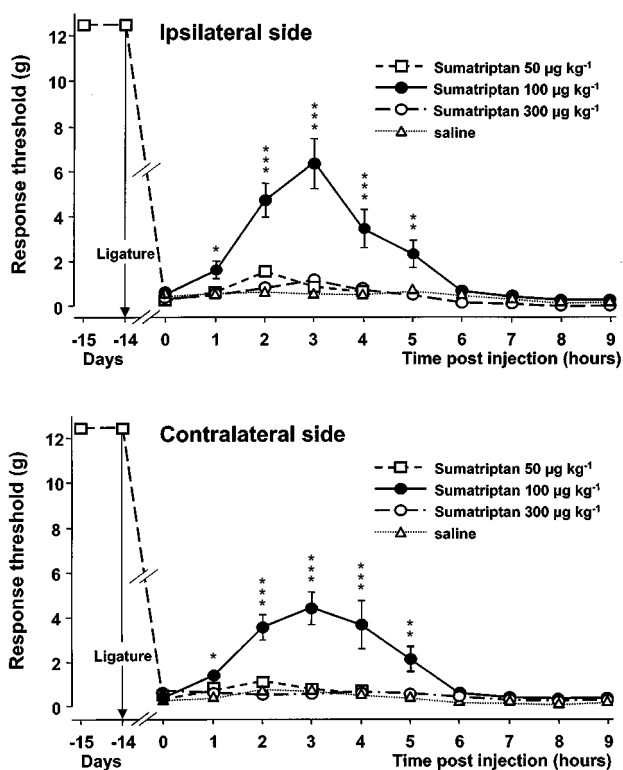 Ipsilateral side
Response threshold (g)
12
10
8
6
4
2
0
Sumatriptan 50 µg kg-1
Sumatriptan 100 µg kg-1
Sumatriptan 300 µg kg-1
saline
*
***
***
***
**
Ligature
-15 -14 0 1 2 3 4 5 6 7 8 9
Days Time post injection (hours)
Contralateral side
Response threshold (g)
12
10
8
6
4
2
0
Sumatriptan 50 µg kg-1
Sumatriptan 100 µg kg-1
Sumatriptan 300 µg kg-1
saline
*
***
***
***
**
Ligature
-15 -14 0 1 2 3 4 5 6 7 8 9
Days Time post injection (hours)